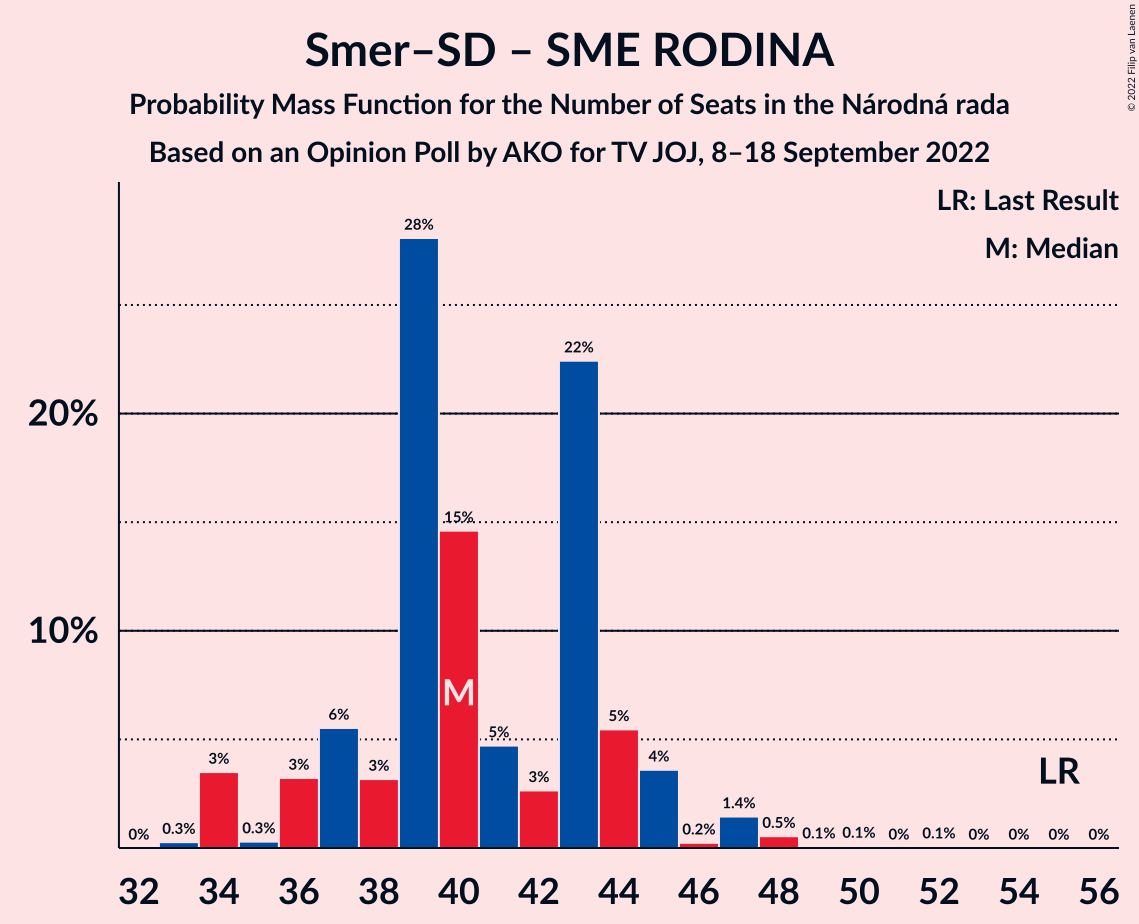 Smer–SD – SME RODINA
Probability Mass Function for the Number of Seats in the Národná rada
Based on an Opinion Poll by AKO for TV JOJ, 8–18 September 2022
© 2022 Filip van Laenen
LR: Last Result
M: Median
28%
22%
20%
15%
10%
M
6%
5%
5%
4%
3%
3%
3%
3%
LR
1.4%
0% 0.3% 0.3% 0.2% 0.5% 0.1% 0.1% 0% 0.1% 0% 0% 0% 0%
32 34 36 38 40 42 44 46 48 50 52 54 56